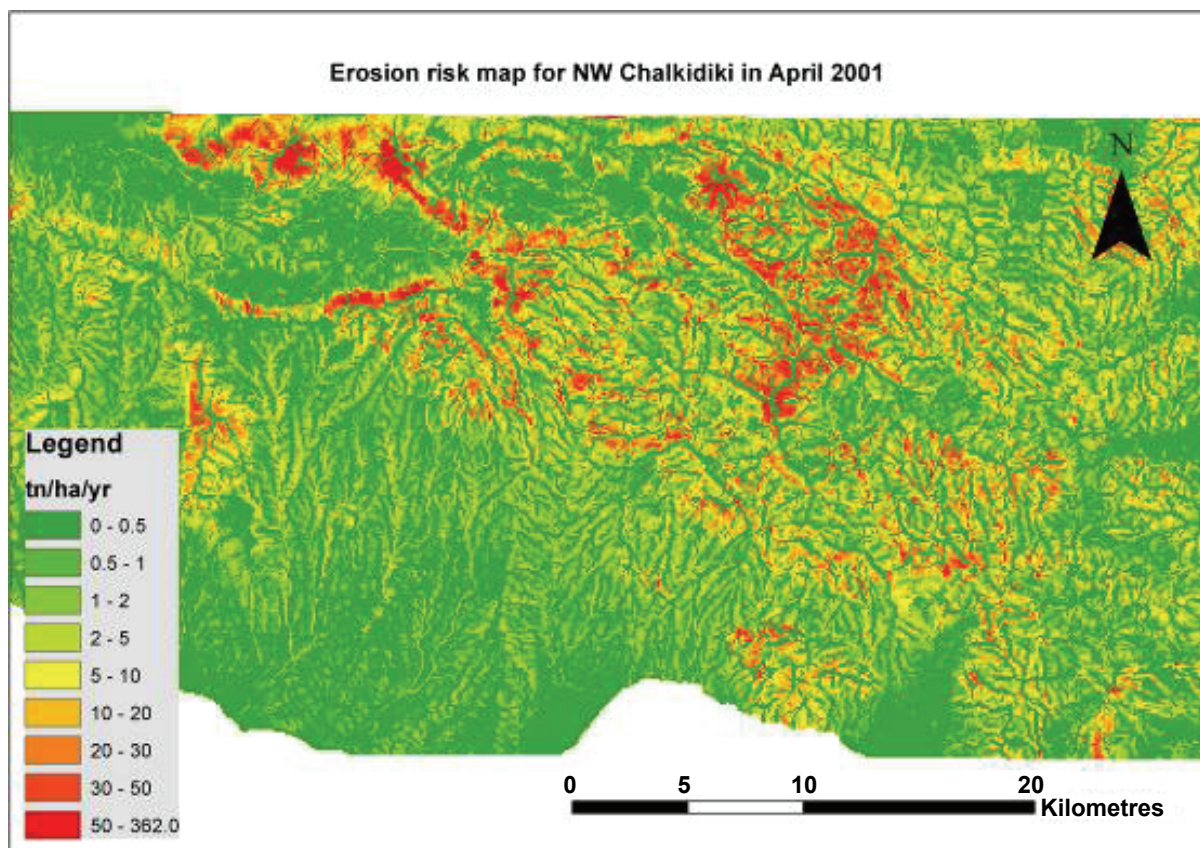 Erosion risk map for NW Chalkidiki in April 2001
N
Legend
tn/ha/yr
0 - 0.5
0.5 - 1
1 - 2
2 - 5
5 - 10
10 - 20
20 - 30
30 - 50
50 - 362.0
0 5 10 20
Kilometres